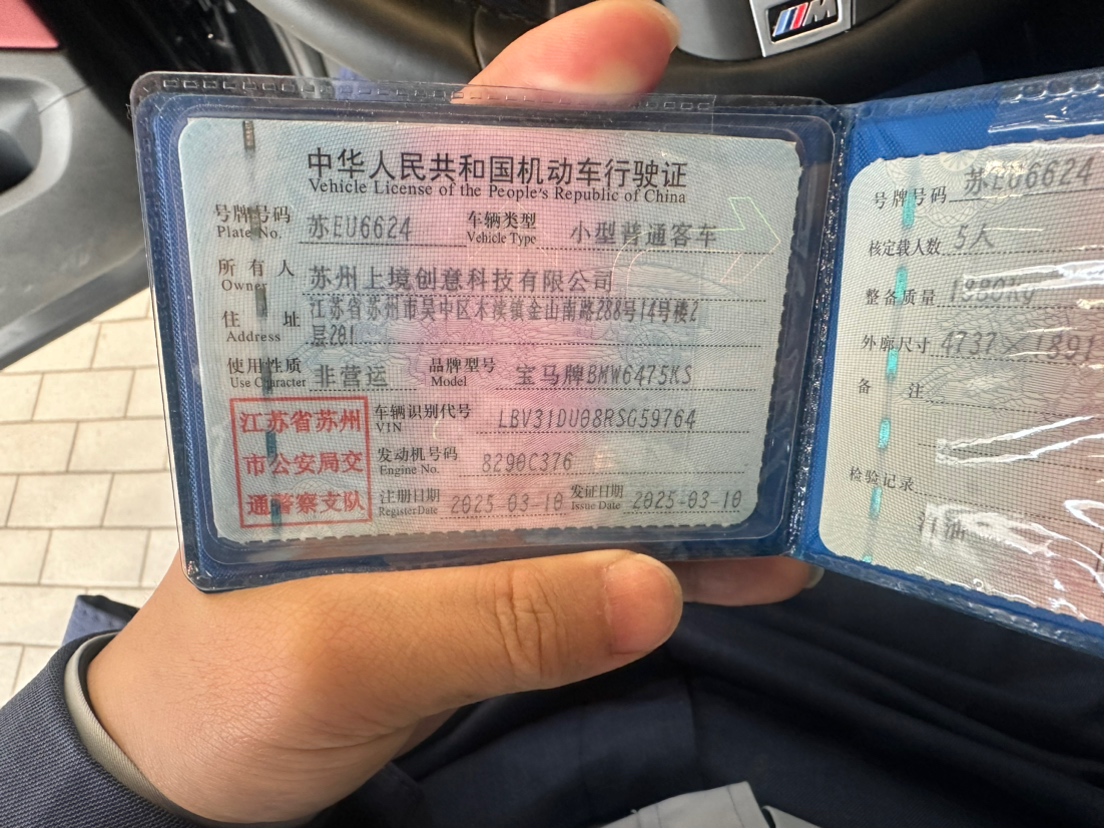 M
中华人民共和国机动车行驶证
Vehicle License of the People's Republic of China
号牌号码 苏EU6624 车辆类型 小型普通客车
Plate No. Vehicle Type
所有人 苏州上境创意科技有限公司
Owner
住址 江苏省苏州市吴中区木渎镇金山南路288号14号楼2
Address 层201
使用性质 非营运 品牌型号 宝马牌BMW6475KS
Use Character Model
江苏省苏州
市公安局交
通警察支队
车辆识别代号 LBV31DU08RSG59764
VIN
发动机号码 8290C376
Engine No.
注册日期 2025-03-10 发证日期 2025-03-10
Register Date Issue Date
号牌号码 苏EU6624
核定载人数 5人
整备质量
外廓尺寸 4737×1891
备注
检验记录